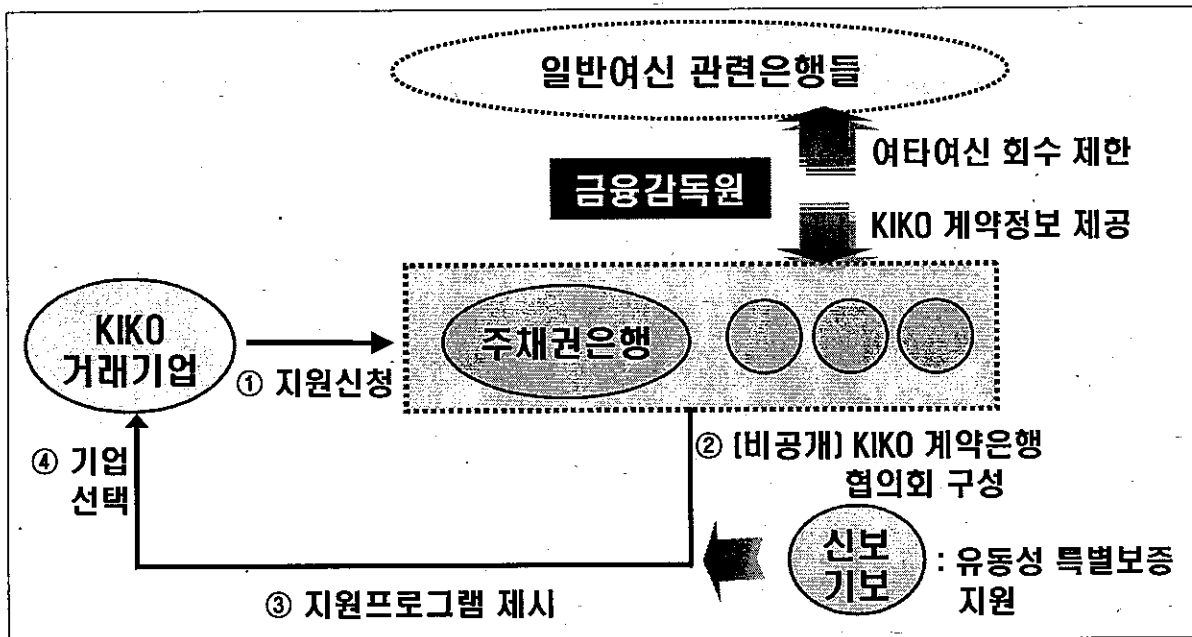 일반여신 관련은행들
여타여신 회수 제한
금융감독원
KIKO 계약정보 제공
KIKO
거래기업
① 지원신청
주채권은행
② (비공개) KIKO 계약은행
협의회 구성
④ 기업
선택
신보
기보
: 유동성 특별보증
지원
③ 지원프로그램 제시